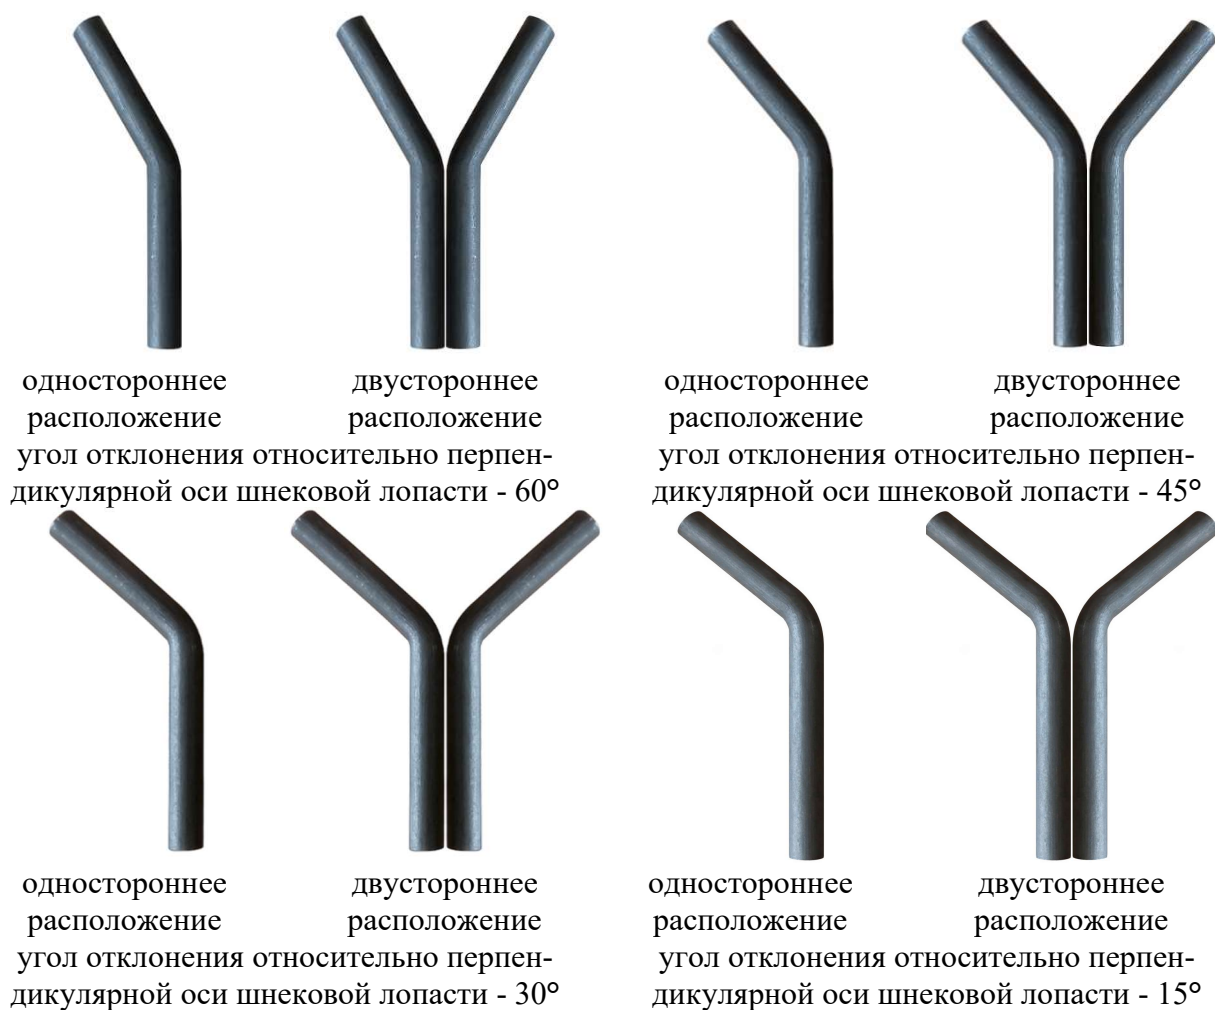 одностороннее двустороннее одностороннее двустороннее
расположение расположение расположение расположение
угол отклонения относительно перпен- угол отклонения относительно перпен-
дикулярной оси шнековой лопасти - 60° дикулярной оси шнековой лопасти - 45°
одностороннее двустороннее одностороннее двустороннее
расположение расположение расположение расположение
угол отклонения относительно перпен- угол отклонения относительно перпен-
дикулярной оси шнековой лопасти - 30° дикулярной оси шнековой лопасти - 15°